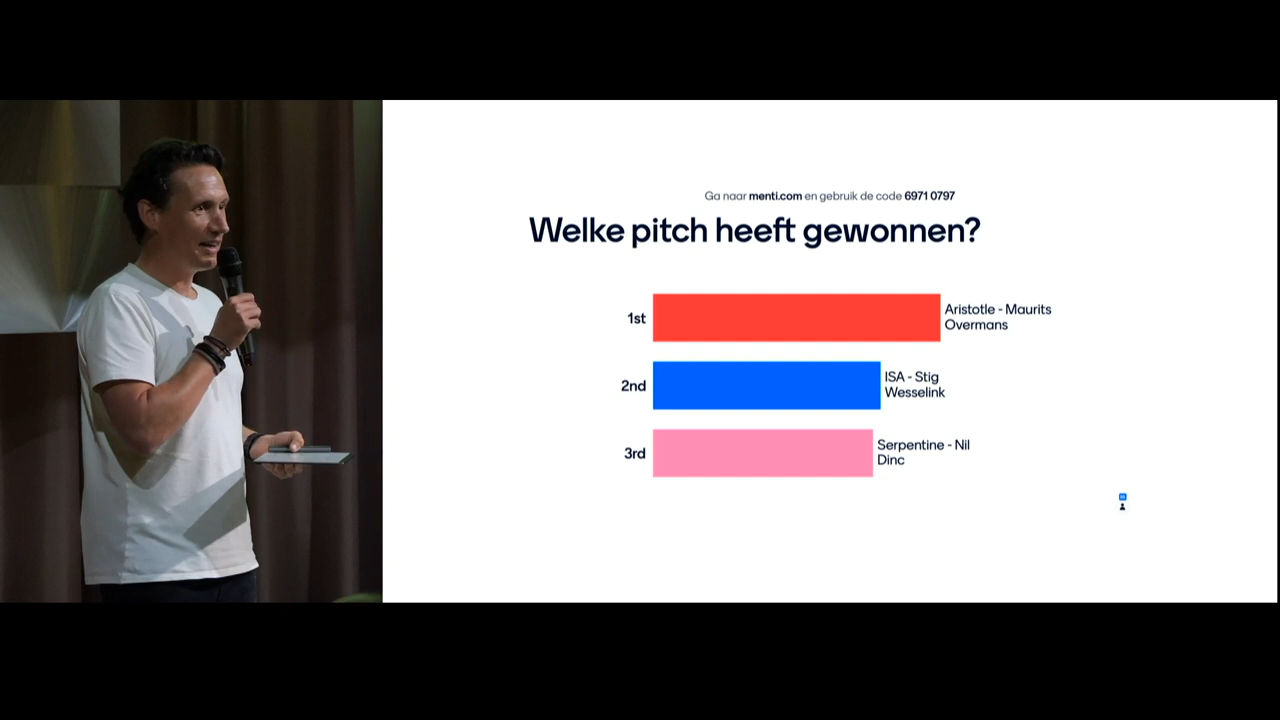 Ga naar menti.com en gebruik de code 6971 0797
Welke pitch heeft gewonnen?
1st
Aristotle - Maurits
Overmans
2nd
ISA - Stig
Wesselink
3rd
Serpentine - Nil
Dinc